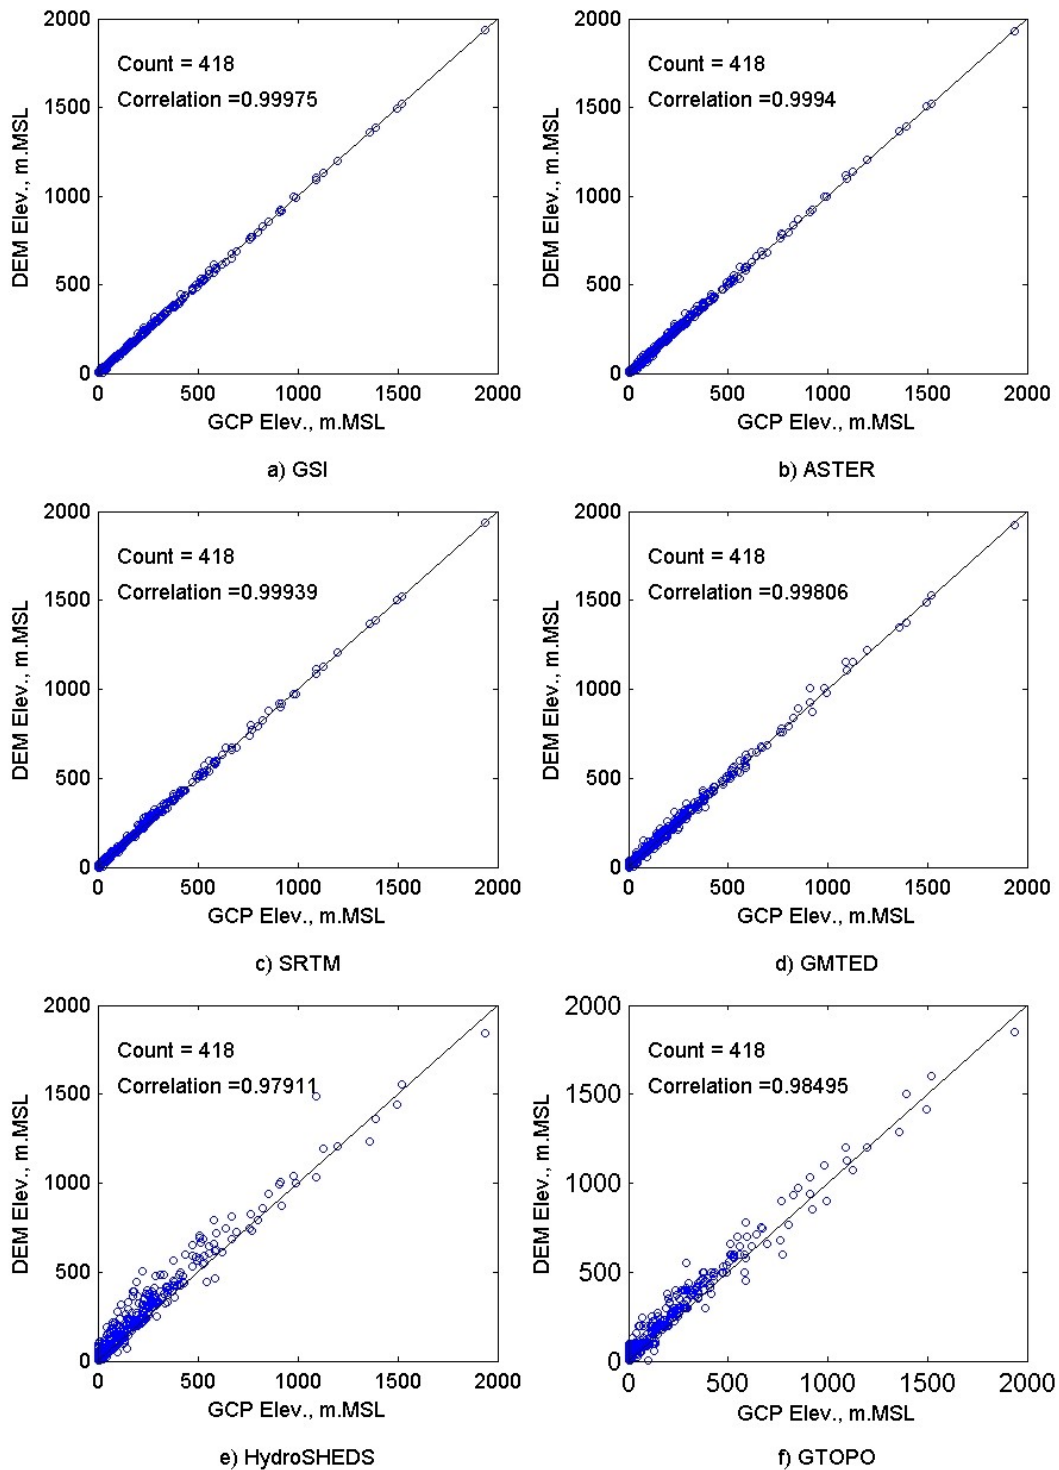 2000
1500
1000
500
0
DEM Elev., m.MSL
Count = 418
Correlation =0.99975
0 500 1000 1500 2000
GCP Elev., m.MSL
a) GSI
2000
1500
1000
500
0
DEM Elev., m.MSL
Count = 418
Correlation =0.9994
0 500 1000 1500 2000
GCP Elev., m.MSL
b) ASTER
2000
1500
1000
500
0
DEM Elev., m.MSL
Count = 418
Correlation =0.99939
0 500 1000 1500 2000
GCP Elev., m.MSL
c) SRTM
2000
1500
1000
500
0
DEM Elev., m.MSL
Count = 418
Correlation =0.99806
0 500 1000 1500 2000
GCP Elev., m.MSL
d) GMTED
2000
1500
1000
500
0
DEM Elev., m.MSL
Count = 418
Correlation =0.97911
0 500 1000 1500 2000
GCP Elev., m.MSL
e) HydroSHEDS
2000
1500
1000
500
0
DEM Elev., m.MSL
Count = 418
Correlation =0.98495
0 500 1000 1500 2000
GCP Elev., m.MSL
f) GTOPO